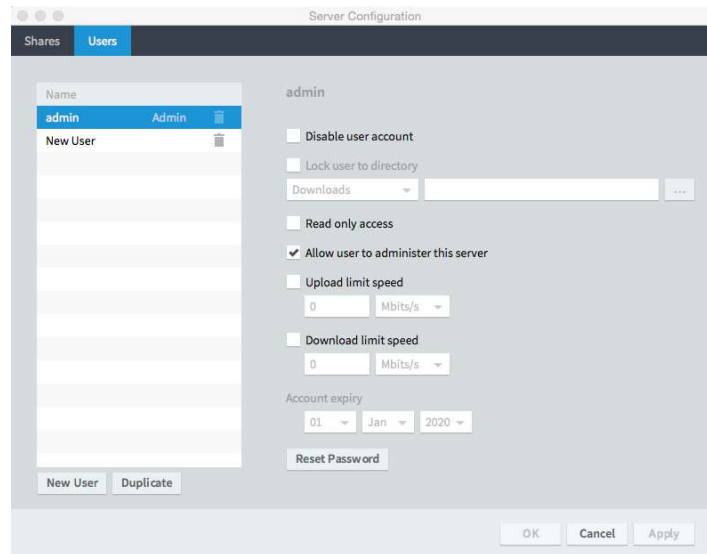 Server Configuration
Shares Users
Name
admin Admin
New User
admin
Disable user account
Lock user to directory
Downloads ...
Read only access
Allow user to administer this server
Upload limit speed
0 Mbits/s
Download limit speed
0 Mbits/s
Account expiry
01 Jan 2020
Reset Password
New User Duplicate
OK Cancel Apply